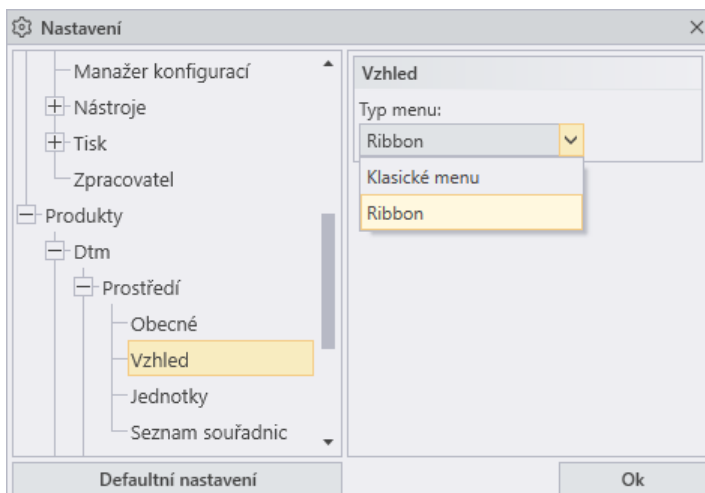 Nastavení
Manažer konfigurací
Nástroje
Tisk
Zpracovatel
Produkty
Dtm
Prostředí
Obecné
Vzhled
Jednotky
Seznam souřadnic
Defaultní nastavení
Vzhled
Typ menu:
Ribbon
Klasické menu
Ribbon
Ok